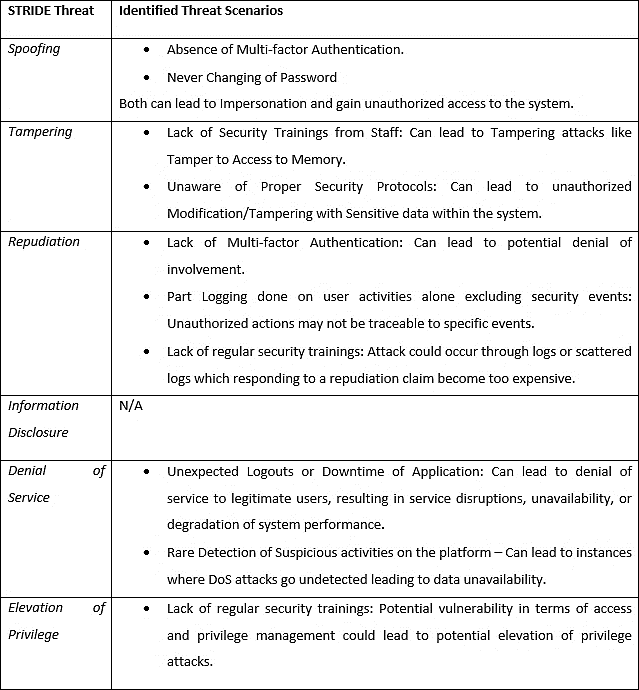 STRIDE Threat Identified Threat Scenarios
Spoofing
• Absence of Multi-factor Authentication.
• Never Changing of Password
Both can lead to Impersonation and gain unauthorized access to the system.
Tampering
• Lack of Security Trainings from Staff: Can lead to Tampering attacks like
Tamper to Access to Memory.
• Unaware of Proper Security Protocols: Can lead to unauthorized
Modification/Tampering with Sensitive data within the system.
Repudiation
• Lack of Multi-factor Authentication: Can lead to potential denial of
involvement.
• Part Logging done on user activities alone excluding security events:
Unauthorized actions may not be traceable to specific events.
• Lack of regular security trainings: Attack could occur through logs or scattered
logs which responding to a repudiation claim become too expensive.
Information
Disclosure
N/A
Denial of
Service
• Unexpected Logouts or Downtime of Application: Can lead to denial of
service to legitimate users, resulting in service disruptions, unavailability, or
degradation of system performance.
• Rare Detection of Suspicious activities on the platform – Can lead to instances
where DoS attacks go undetected leading to data unavailability.
Elevation of
Privilege
• Lack of regular security trainings: Potential vulnerability in terms of access
and privilege management could lead to potential elevation of privilege
attacks.